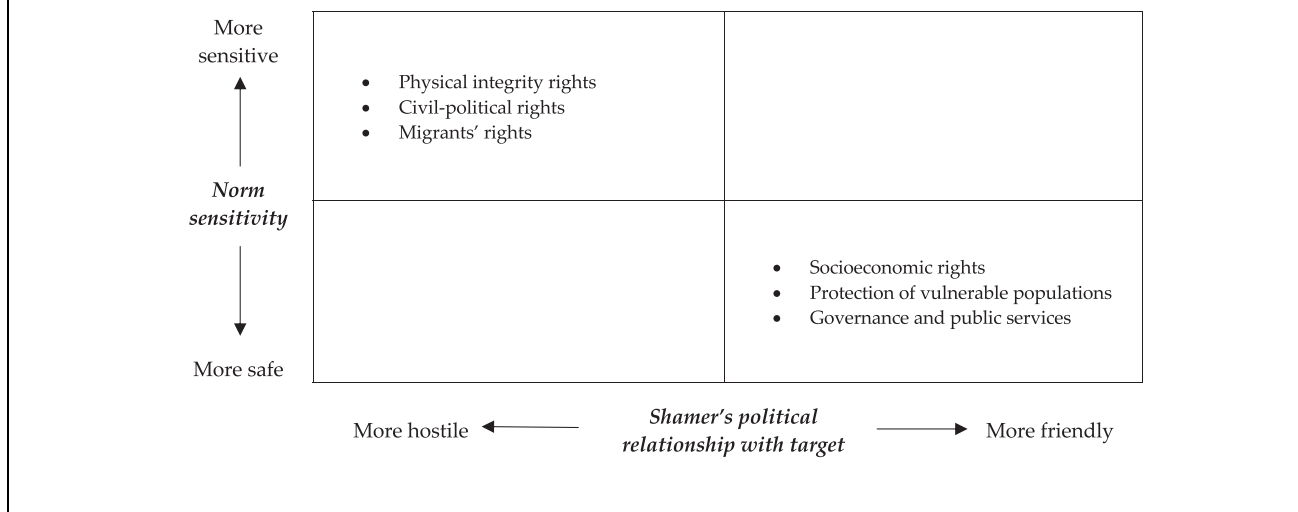 More
sensitive
• Physical integrity rights
• Civil-political rights
• Migrants’ rights
Norm
sensitivity
• Socioeconomic rights
• Protection of vulnerable populations
• Governance and public services
More safe
More hostile
Shamer’s political
relationship with target
More friendly